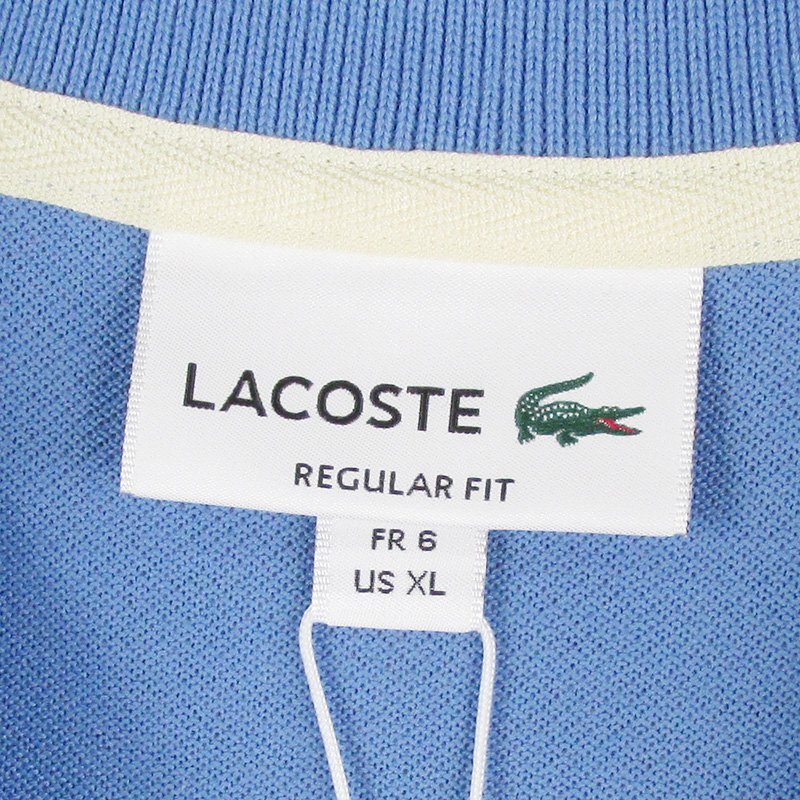 LACOSTE
REGULAR FIT
FR 6
US XL